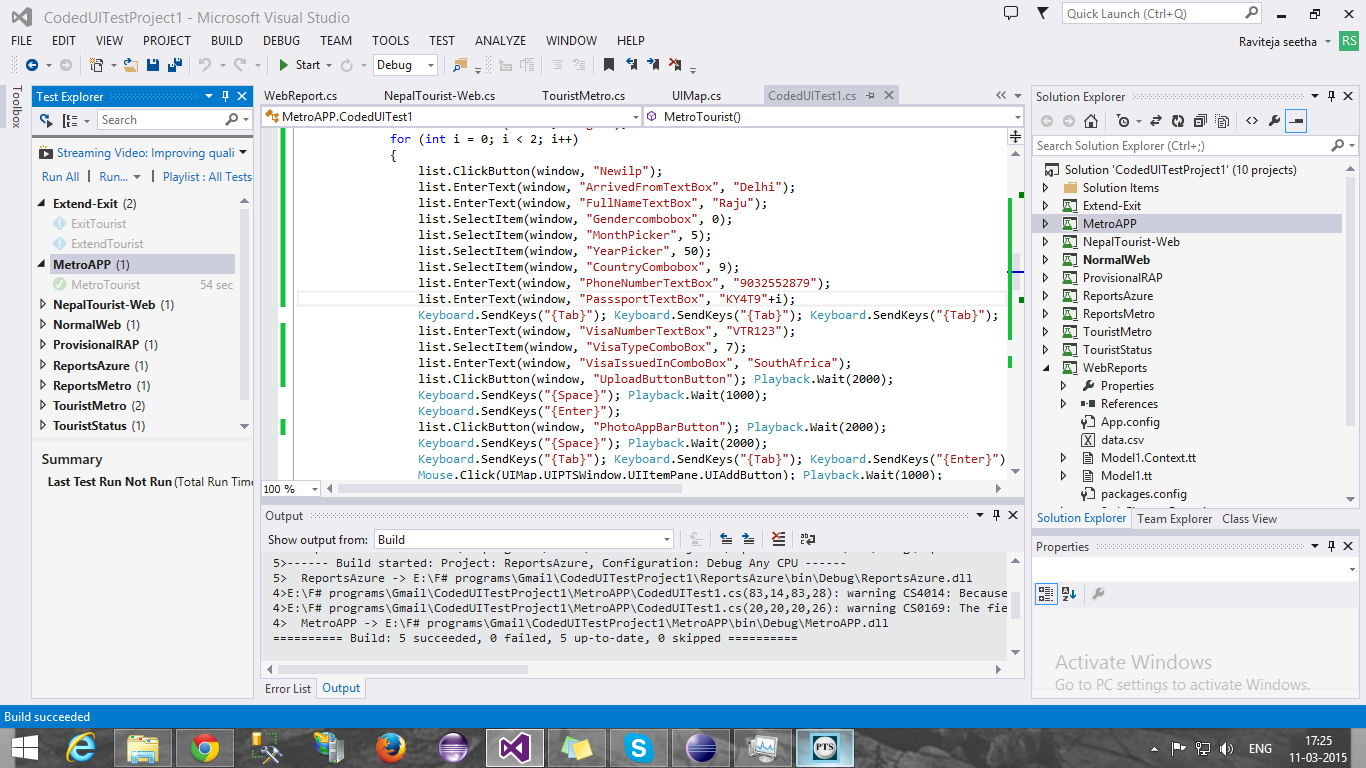 CodedUITestProject1 - Microsoft Visual Studio
Quick Launch (Ctrl+Q)
FILE EDIT VIEW PROJECT BUILD DEBUG TEAM TOOLS TEST ANALYZE WINDOW HELP
Raviteja seetha RS
Start Debug
Toolbox
Test Explorer
Search
Streaming Video: Improving quali
Run All Run... Playlist : All Tests
Extend-Exit (2)
ExitTourist
ExtendTourist
MetroAPP (1)
MetroTourist 54 sec
NepalTourist-Web (1)
NormalWeb (1)
ProvisionalRAP (1)
ReportsAzure (1)
ReportsMetro (1)
TouristMetro (2)
TouristStatus (1)
Summary
Last Test Run Not Run (Total Run Time
WebReport.cs NepalTourist-Web.cs TouristMetro.cs UIMap.cs CodedUITest1.cs
MetroAPP.CodedUITest1 MetroTourist()
for (int i = 0; i < 2; i++)
{
list.ClickButton(window, "Newilp");
list.EnterText(window, "ArrivedFromTextBox", "Delhi");
list.EnterText(window, "FullNameTextBox", "Raju");
list.SelectItem(window, "Gendercombobox", 0);
list.SelectItem(window, "MonthPicker", 5);
list.SelectItem(window, "YearPicker", 50);
list.SelectItem(window, "CountryCombobox", 9);
list.EnterText(window, "PhoneNumberTextBox", "9032552879");
list.EnterText(window, "PasssportTextBox", "KY4T9"+i);
Keyboard.SendKeys("{Tab}"); Keyboard.SendKeys("{Tab}"); Keyboard.SendKeys("{Tab}");
list.EnterText(window, "VisaNumberTextBox", "VTR123");
list.SelectItem(window, "VisaTypeComboBox", 7);
list.EnterText(window, "VisaIssuedInComboBox", "SouthAfrica");
list.ClickButton(window, "UploadButtonButton"); Playback.Wait(2000);
Keyboard.SendKeys("{Space}"); Playback.Wait(1000);
Keyboard.SendKeys("{Enter}");
list.ClickButton(window, "PhotoAppBarButton"); Playback.Wait(2000);
Keyboard.SendKeys("{Space}"); Playback.Wait(2000);
Keyboard.SendKeys("{Tab}"); Keyboard.SendKeys("{Tab}"); Keyboard.SendKeys("{Enter}")
Mouse.Click(UIMap.UIPTSWindow.UIItemPane.UIAddButton); Playback.Wait(1000);
100 %
Output
Show output from: Build
5>------ Build started: Project: ReportsAzure, Configuration: Debug Any CPU ------
5> ReportsAzure -> E:\F# programs\Gmail\CodedUITestProject1\ReportsAzure\bin\Debug\ReportsAzure.dll
4>E:\F# programs\Gmail\CodedUITestProject1\MetroAPP\CodedUITest1.cs(83,14,83,28): warning CS4014: Because
4>E:\F# programs\Gmail\CodedUITestProject1\MetroAPP\CodedUITest1.cs(20,20,20,26): warning CS0169: The fie
4> MetroAPP -> E:\F# programs\Gmail\CodedUITestProject1\MetroAPP\bin\Debug\MetroAPP.dll
========== Build: 5 succeeded, 0 failed, 5 up-to-date, 0 skipped ==========
Error List Output
Solution Explorer
Search Solution Explorer (Ctrl+;)
Solution 'CodedUITestProject1' (10 projects)
Solution Items
Extend-Exit
MetroAPP
NepalTourist-Web
NormalWeb
ProvisionalRAP
ReportsAzure
ReportsMetro
TouristMetro
TouristStatus
WebReports
Properties
References
App.config
data.csv
Model1.Context.tt
Model1.tt
packages.config
Solution Explorer Team Explorer Class View
Properties
Activate Windows
Go to PC settings to activate Windows.
Build succeeded
PTS
ENG
17:25
11-03-2015